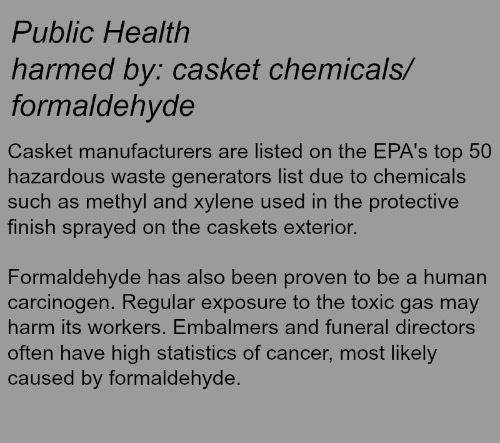 Public Health
harmed by: casket chemicals/
formaldehyde
Casket manufacturers are listed on the EPA's top 50
hazardous waste generators list due to chemicals
such as methyl and xylene used in the protective
finish sprayed on the caskets exterior.
Formaldehyde has also been proven to be a human
carcinogen. Regular exposure to the toxic gas may
harm its workers. Embalmers and funeral directors
often have high statistics of cancer, most likely
caused by formaldehyde.